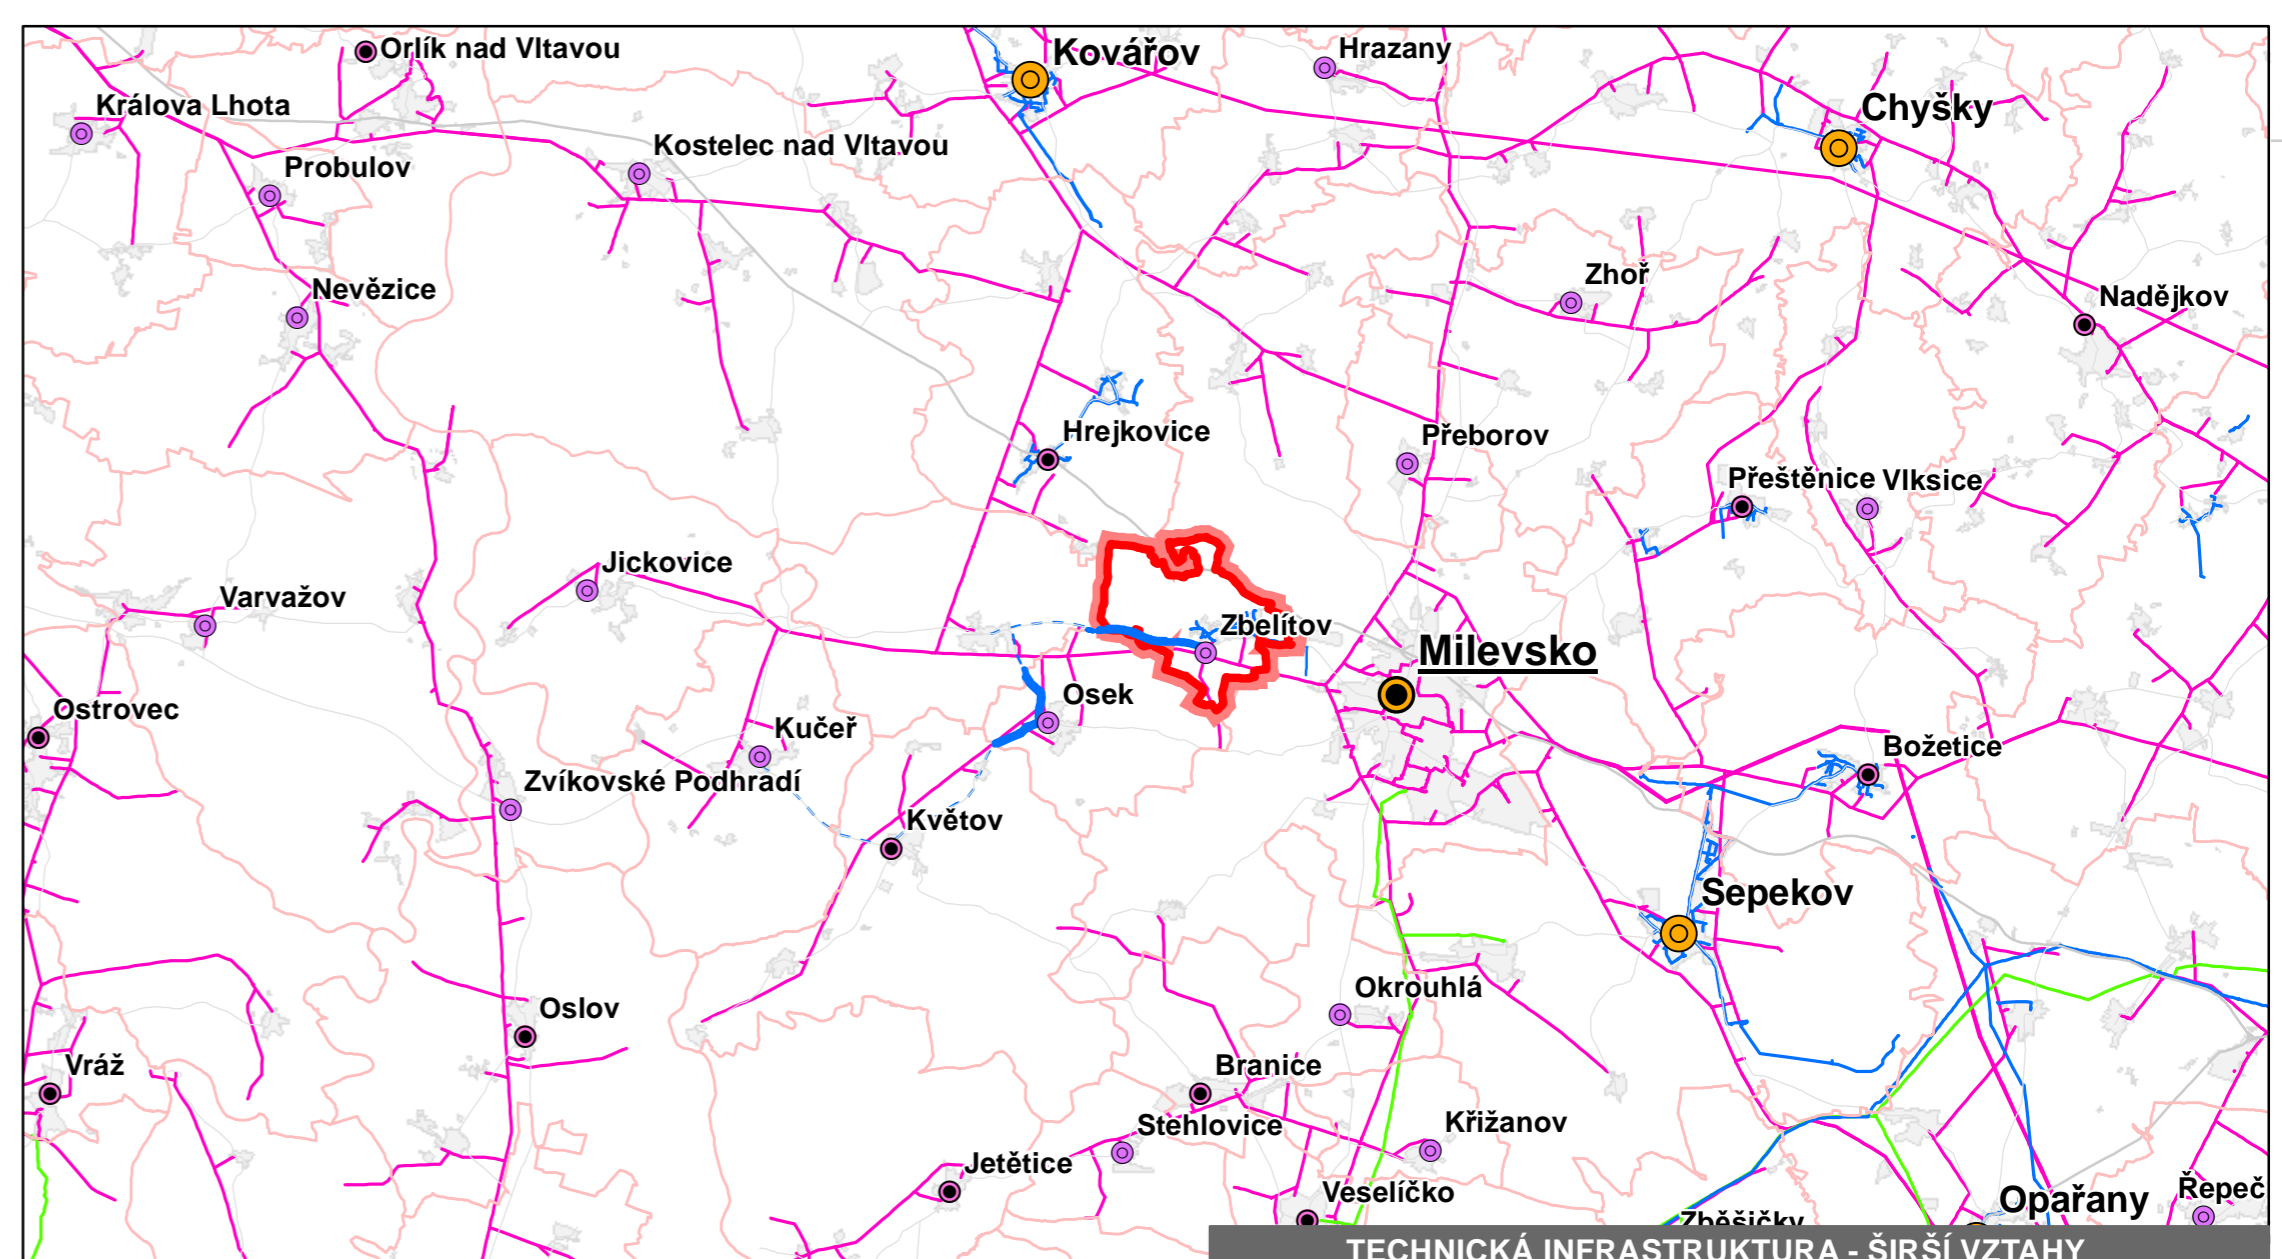 Orlík nad Vltavou
Kovářov
Hrazany
Králova Lhota
Chyšky
Kostelec nad Vltavou
Probulov
Zhoř
Nevězice
Nadějkov
Hrejkovice
Přeborov
Přeštěnice
Vlksice
Jickovice
Varvažov
Zbelítov
Milevsko
Osek
Ostrovec
Kučeř
Božetice
Zvíkovské Podhradí
Květov
Sepekov
Okrouhlá
Oslov
Vráž
Branice
Stehlovice
Křižanov
Jetětice
Veselíčko
Opařany
Řepeč
Zběšičky
TECHNICKÁ INFRASTRUKTURA - ŠIRŠÍ VZTAHY